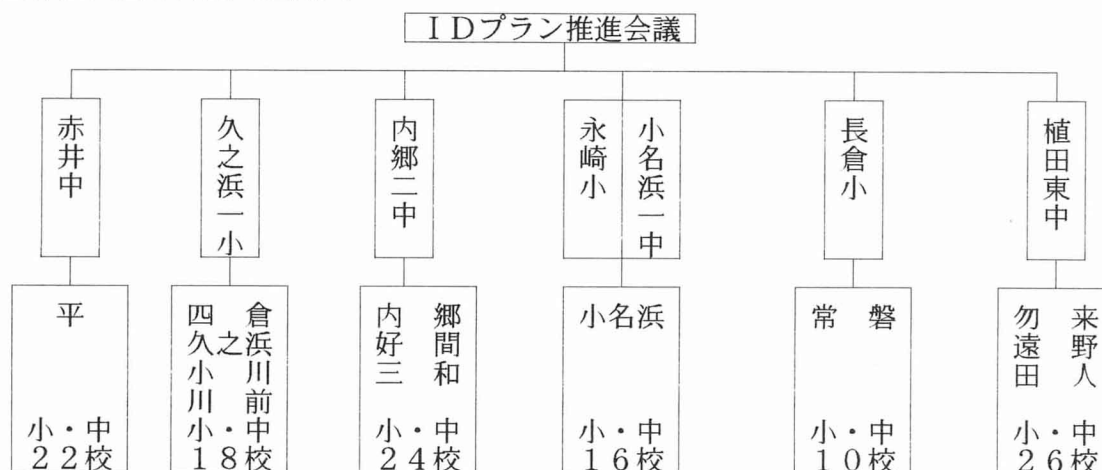 ＩＤプラン推進会議
赤井中
久之浜一小
内郷二中
永崎小
小名浜一中
長倉小
植田東中
平
小・中
２２校
四倉
久之浜
小川
川前
小・中
１８校
内郷
好間
三和
小・中
２４校
小名浜
小・中
１６校
常磐
小・中
１０校
勿来
遠野
田人
小・中
２６校